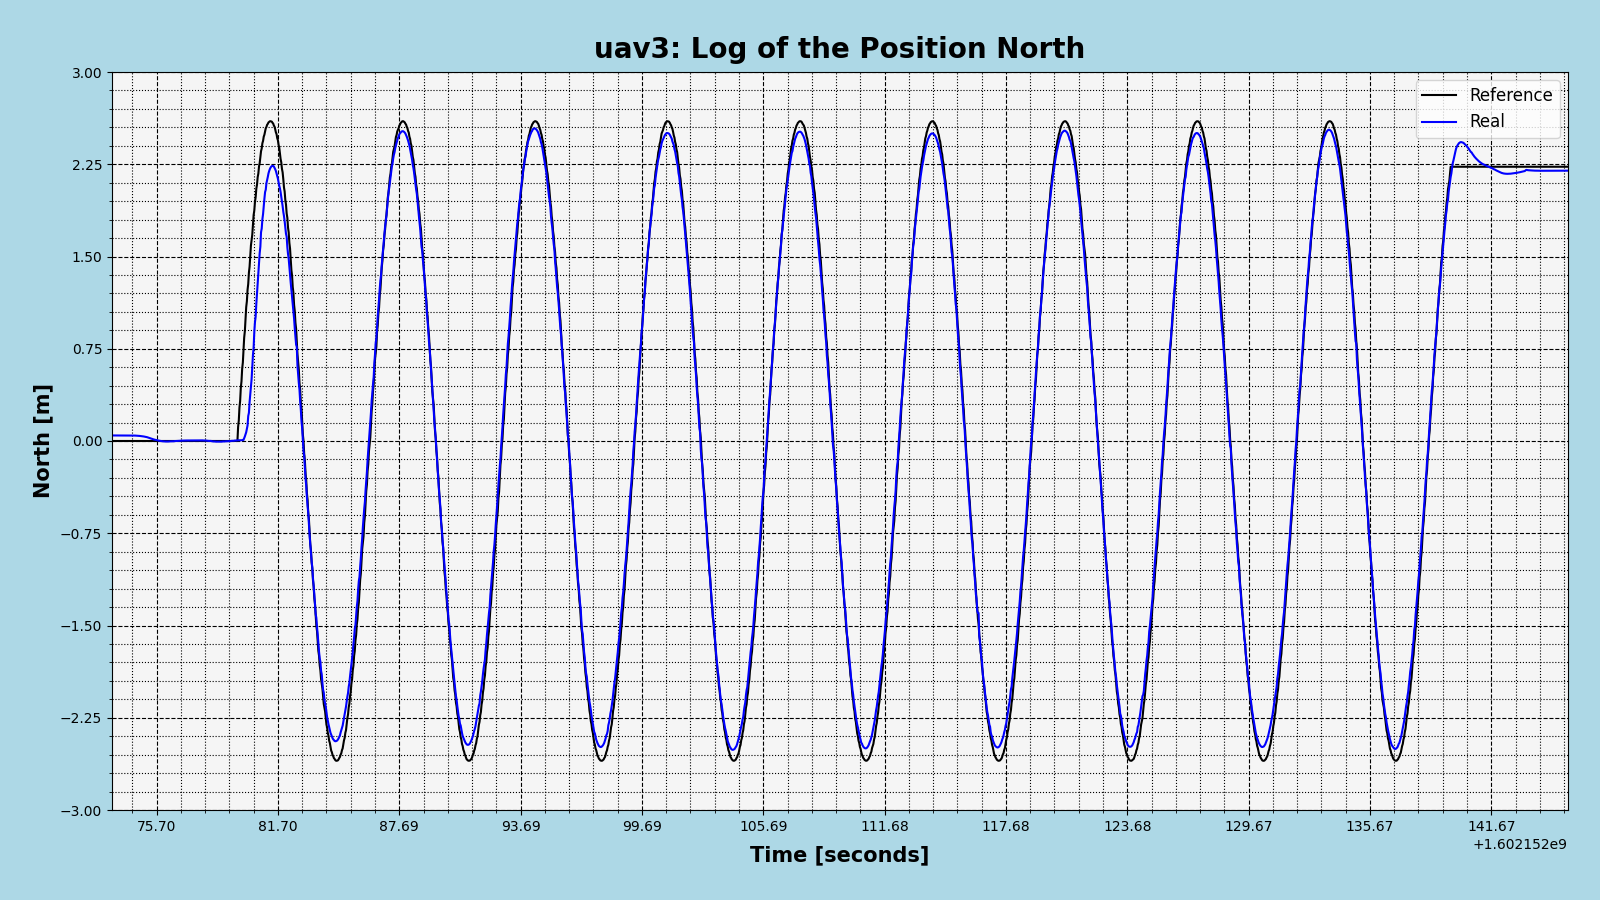 uav3: Log of the Position North
3.00
2.25
1.50
0.75
0.00
−0.75
−1.50
−2.25
−3.00
North [m]
Reference
Real
75.70 81.70 87.69 93.69 99.69 105.69 111.68 117.68 123.68 129.67 135.67 141.67
+1.602152e9
Time [seconds]